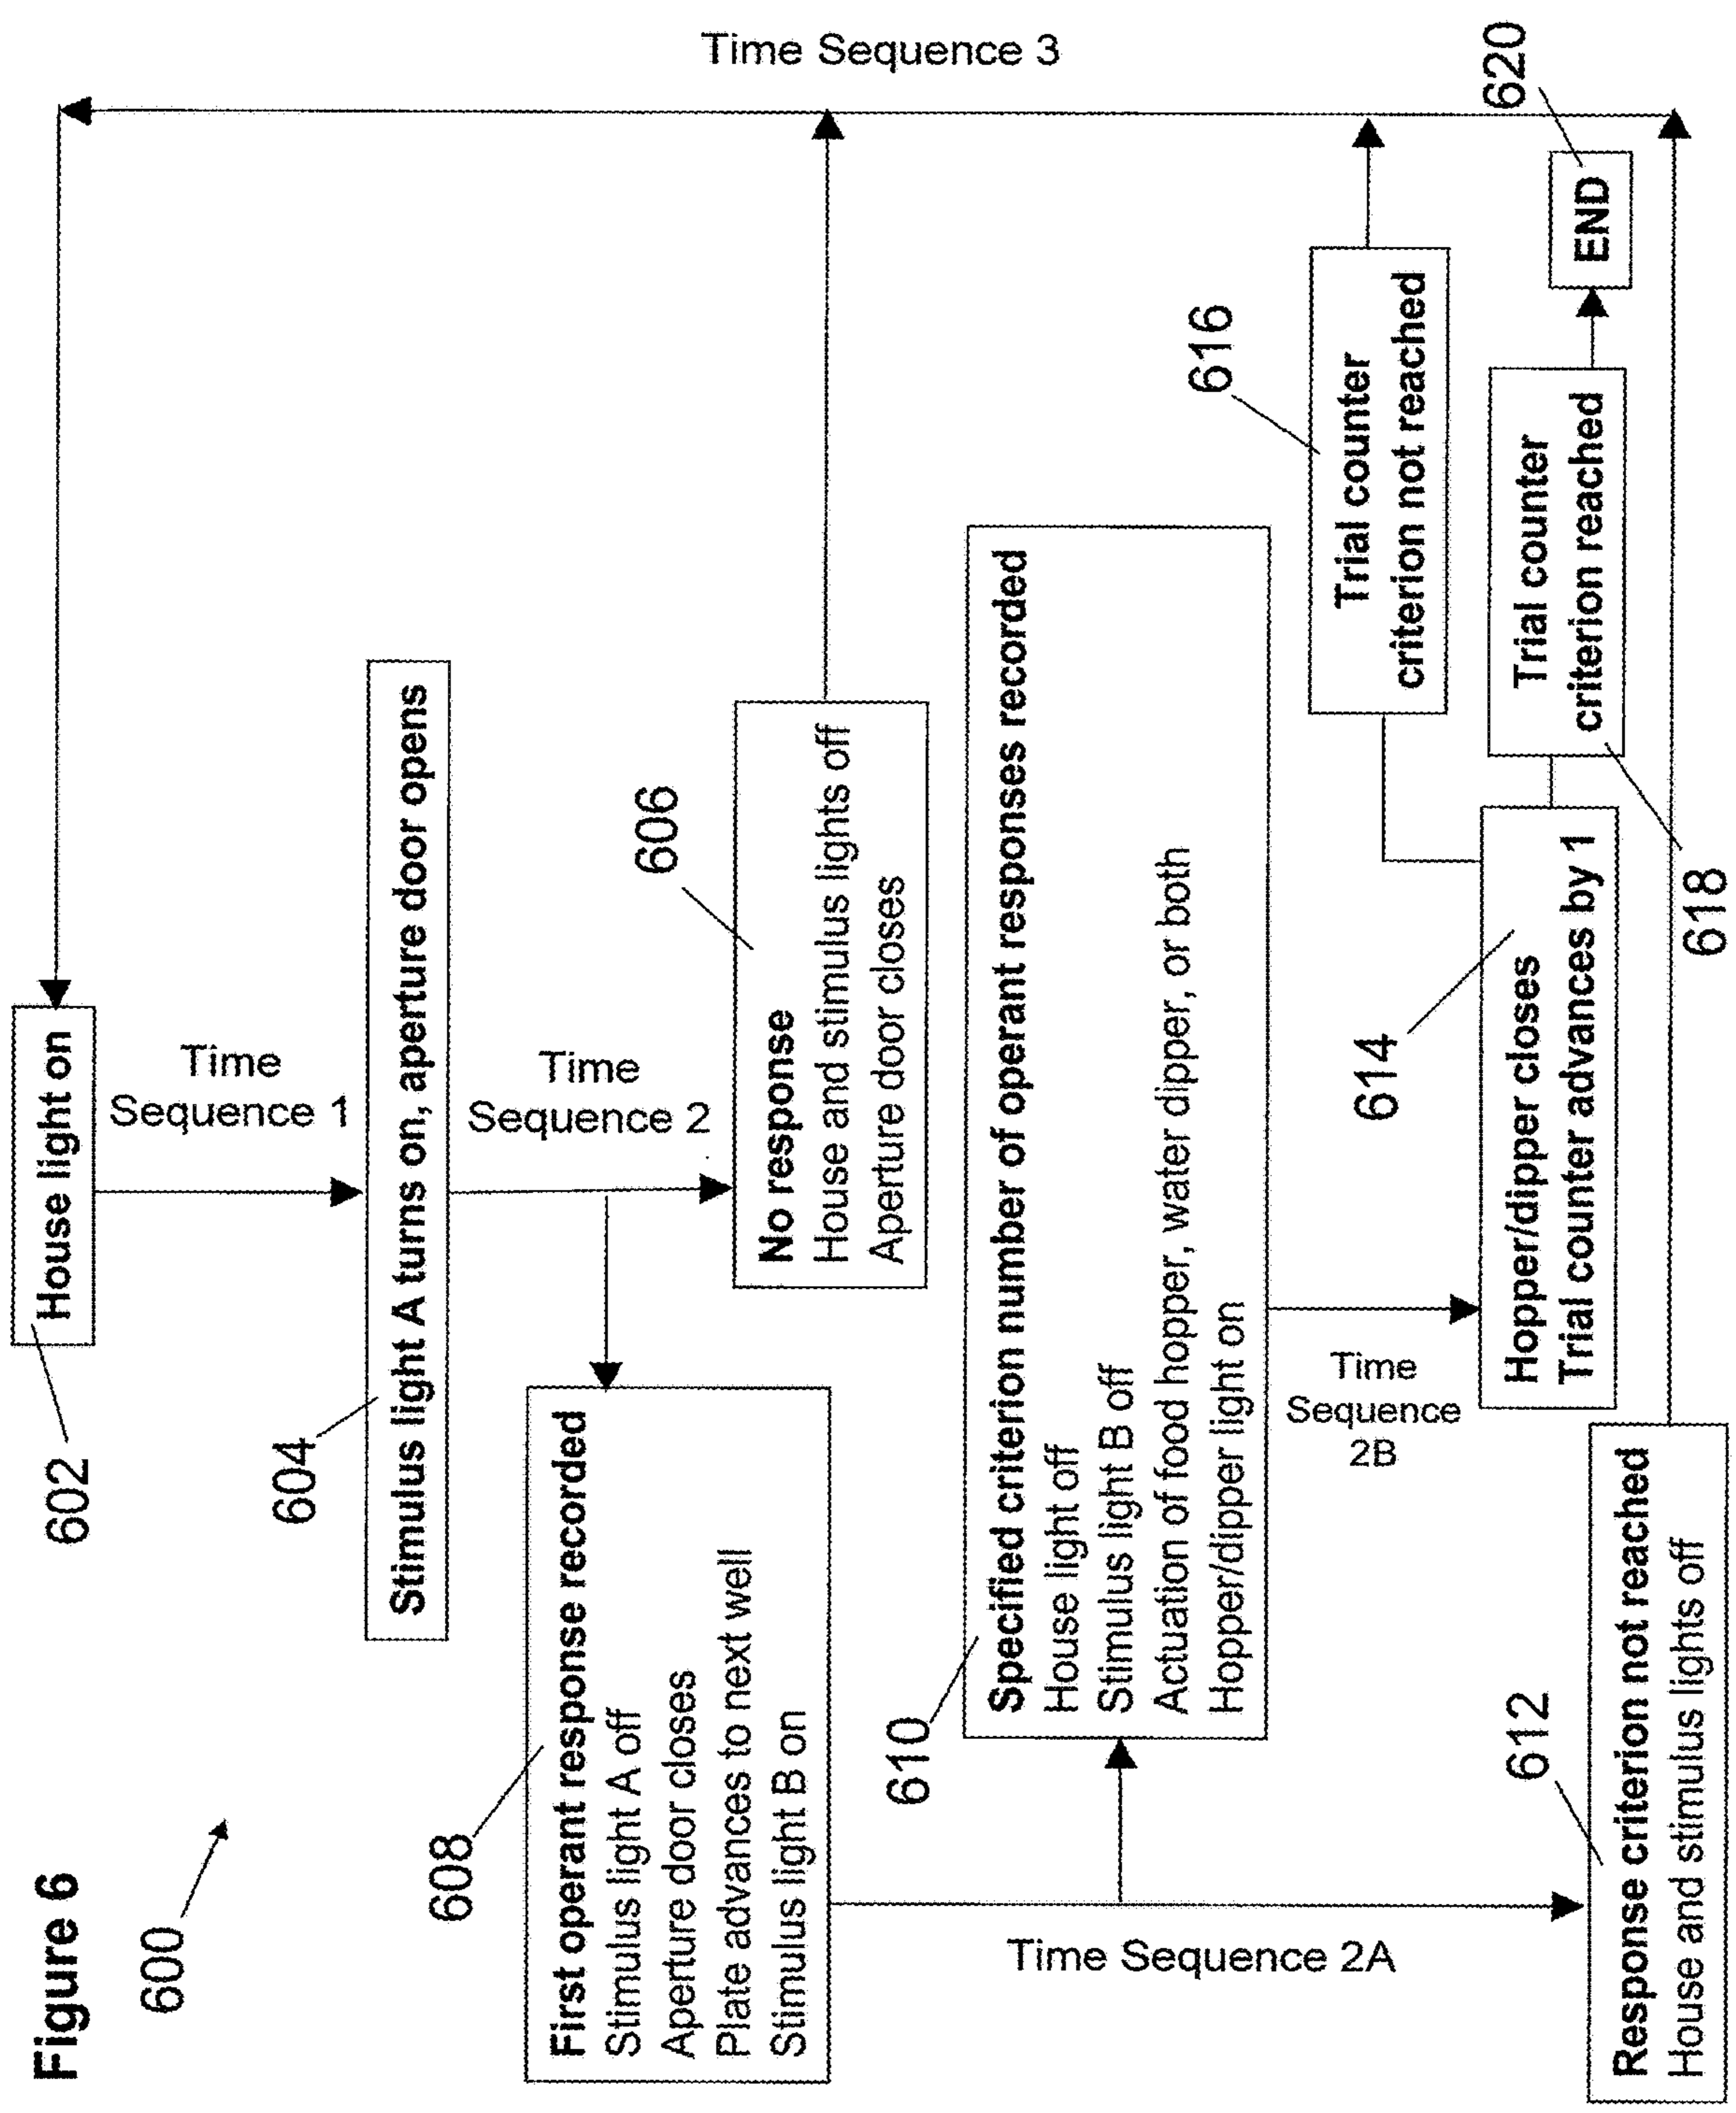 Figure 6
600
602
House light on
Time
Sequence 1
604
Stimulus light A turns on, aperture door opens
Time
Sequence 2
606
No response
House and stimulus lights off
Aperture door closes
608
First operant response recorded
Stimulus light A off
Aperture door closes
Plate advances to next well
Stimulus light B on
Time Sequence 2A
610
Specified criterion number of operant responses recorded
House light off
Stimulus light B off
Actuation of food hopper, water dipper, or both
Hopper/dipper light on
Time
Sequence
2B
612
Response criterion not reached
House and stimulus lights off
614
Hopper/dipper closes
Trial counter advances by 1
616
Trial counter
criterion not reached
618
Trial counter
criterion reached
620
END
Time Sequence 3